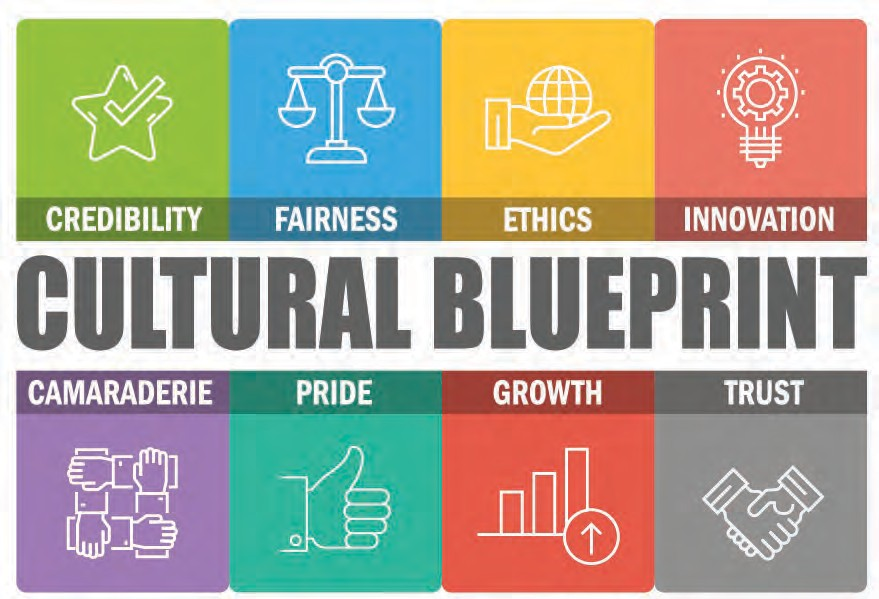 CREDIBILITY FAIRNESS ETHICS INNOVATION
CULTURAL BLUEPRINT
CAMARADERIE PRIDE GROWTH TRUST